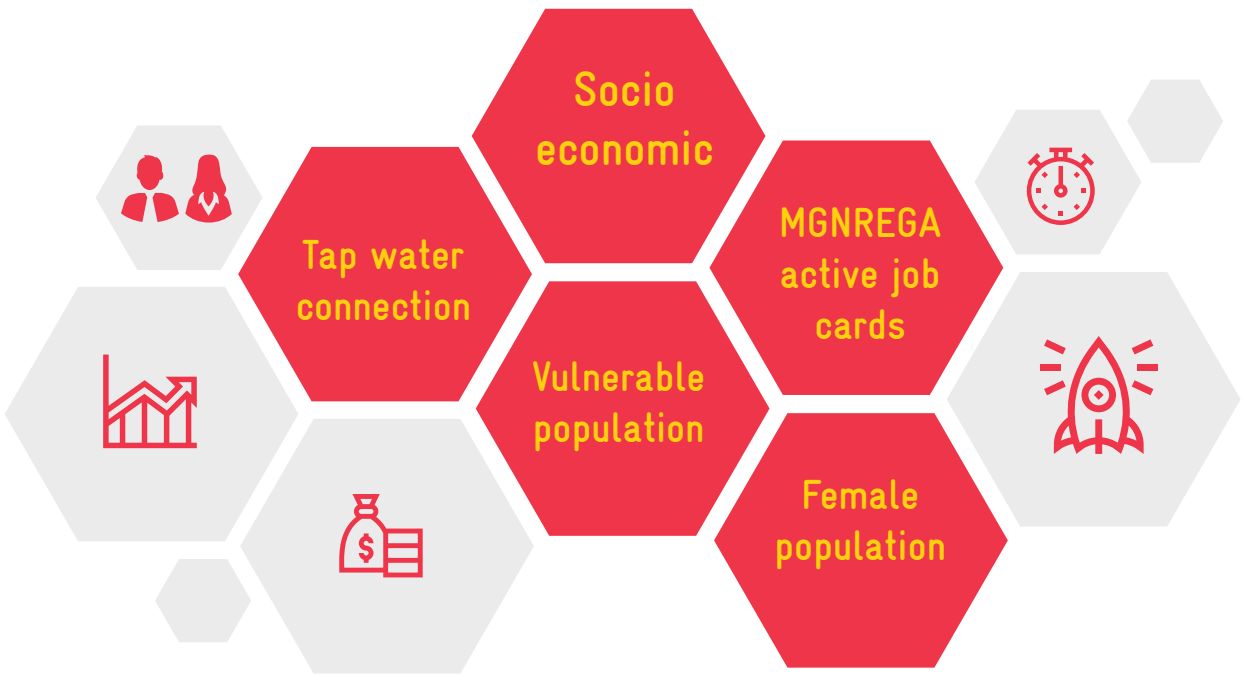 Socio
economic
Tap water
connection
MGNREGA
active job
cards
Vulnerable
population
Female
population
$